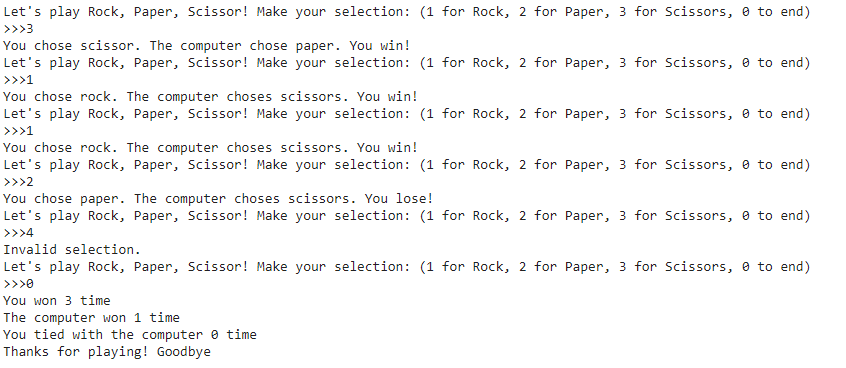 Let's play Rock, Paper, Scissor! Make your selection: (1 for Rock, 2 for Paper, 3 for Scissors, 0 to end)
>>>3
You chose scissor. The computer chose paper. You win!
Let's play Rock, Paper, Scissor! Make your selection: (1 for Rock, 2 for Paper, 3 for Scissors, 0 to end)
>>>1
You chose rock. The computer choses scissors. You win!
Let's play Rock, Paper, Scissor! Make your selection: (1 for Rock, 2 for Paper, 3 for Scissors, 0 to end)
>>>1
You chose rock. The computer choses scissors. You win!
Let's play Rock, Paper, Scissor! Make your selection: (1 for Rock, 2 for Paper, 3 for Scissors, 0 to end)
>>>2
You chose paper. The computer choses scissors. You lose!
Let's play Rock, Paper, Scissor! Make your selection: (1 for Rock, 2 for Paper, 3 for Scissors, 0 to end)
>>>4
Invalid selection.
Let's play Rock, Paper, Scissor! Make your selection: (1 for Rock, 2 for Paper, 3 for Scissors, 0 to end)
>>>0
You won 3 time
The computer won 1 time
You tied with the computer 0 time
Thanks for playing! Goodbye